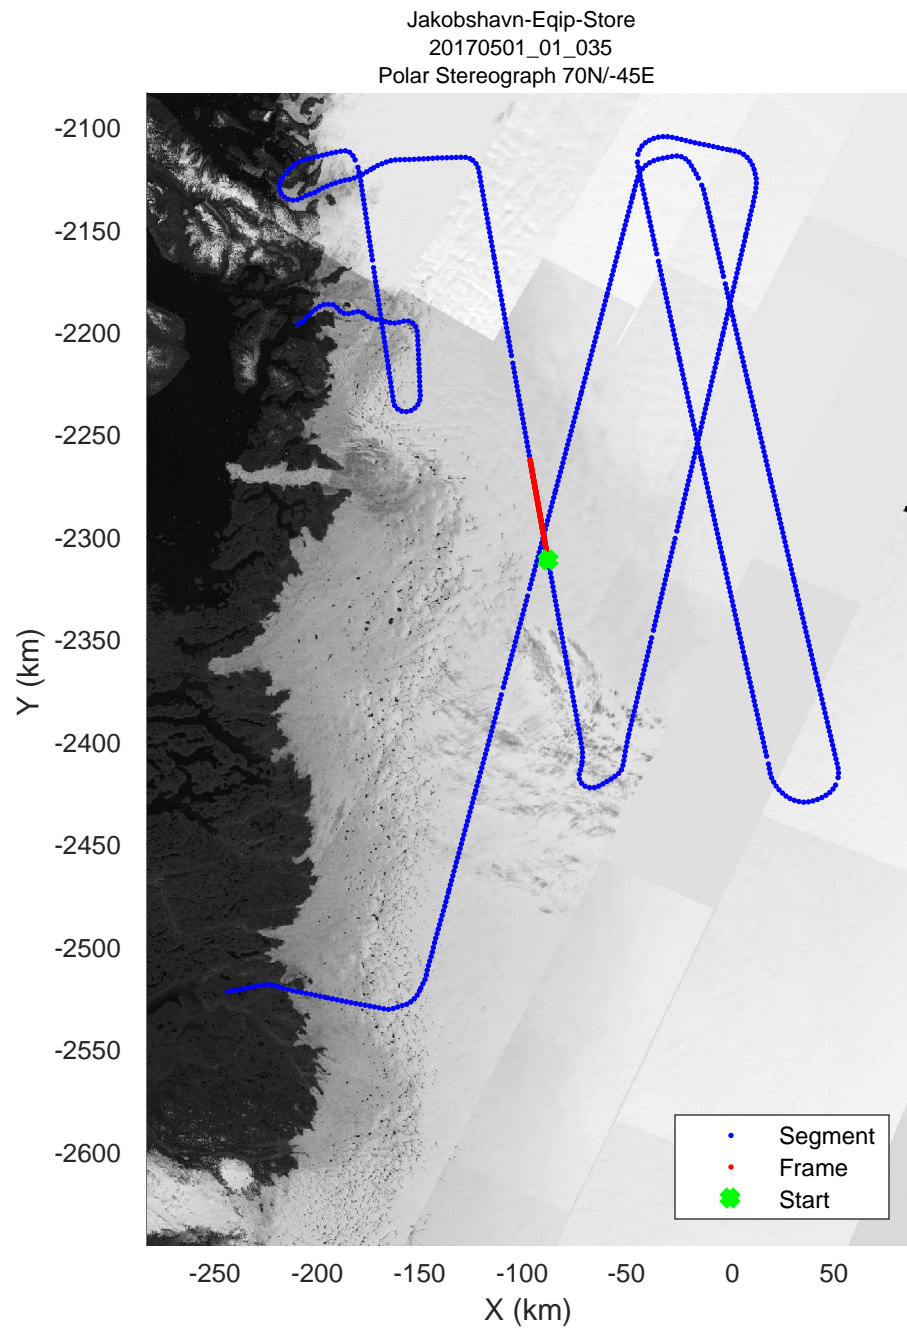 Jakobshavn-Eqip-Store
20170501_01_035
Polar Stereograph 70N/-45E
-2100
-2150
-2200
-2250
-2300
-2350
-2400
-2450
-2500
-2550
-2600
Y (km)
Segment
Frame
Start
-250 -200 -150 -100 -50 0 50
X (km)